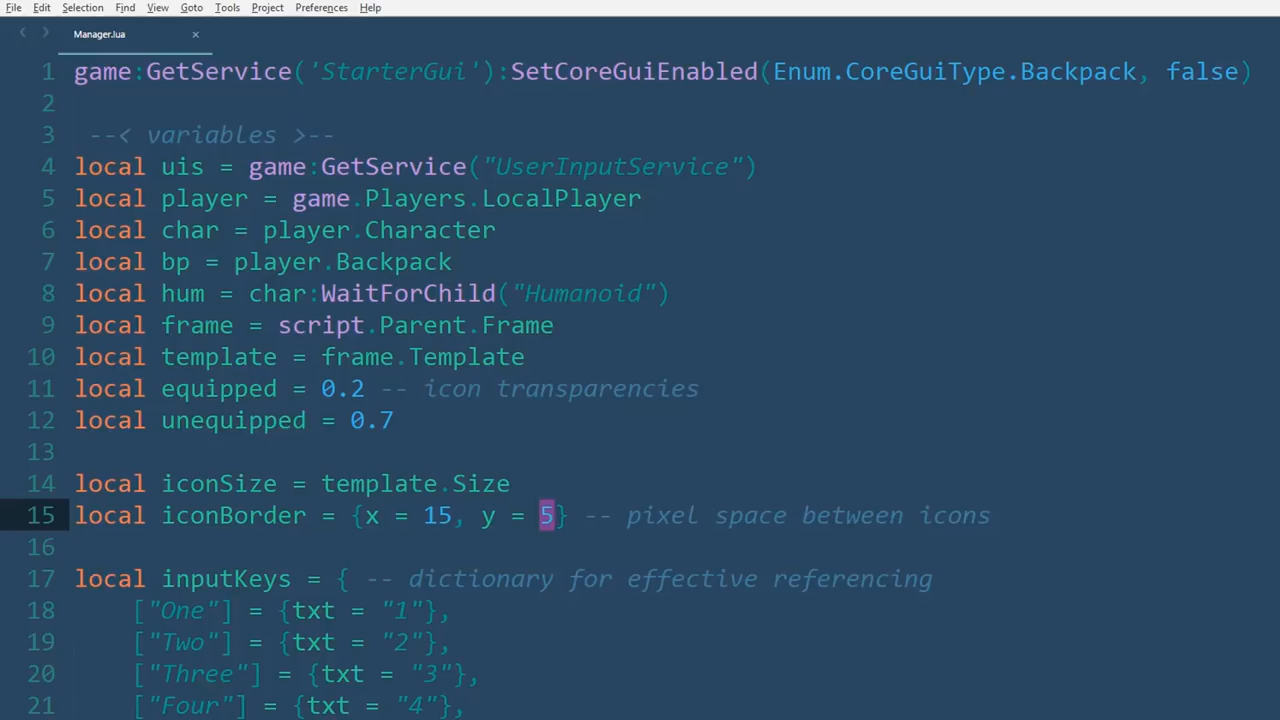 File Edit Selection Find View Goto Tools Project Preferences Help
Manager.lua ×
1 game:GetService('StarterGui'):SetCoreGuiEnabled(Enum.CoreGuiType.Backpack, false)
2
3 --< variables >--
4 local uis = game:GetService("UserInputService")
5 local player = game.Players.LocalPlayer
6 local char = player.Character
7 local bp = player.Backpack
8 local hum = char:WaitForChild("Humanoid")
9 local frame = script.Parent.Frame
10 local template = frame.Template
11 local equipped = 0.2 -- icon transparencies
12 local unequipped = 0.7
13
14 local iconSize = template.Size
15 local iconBorder = {x = 15, y = 5} -- pixel space between icons
16
17 local inputKeys = { -- dictionary for effective referencing
18 ["One"] = {txt = "1"},
19 ["Two"] = {txt = "2"},
20 ["Three"] = {txt = "3"},
21 ["Four"] = {txt = "4"},